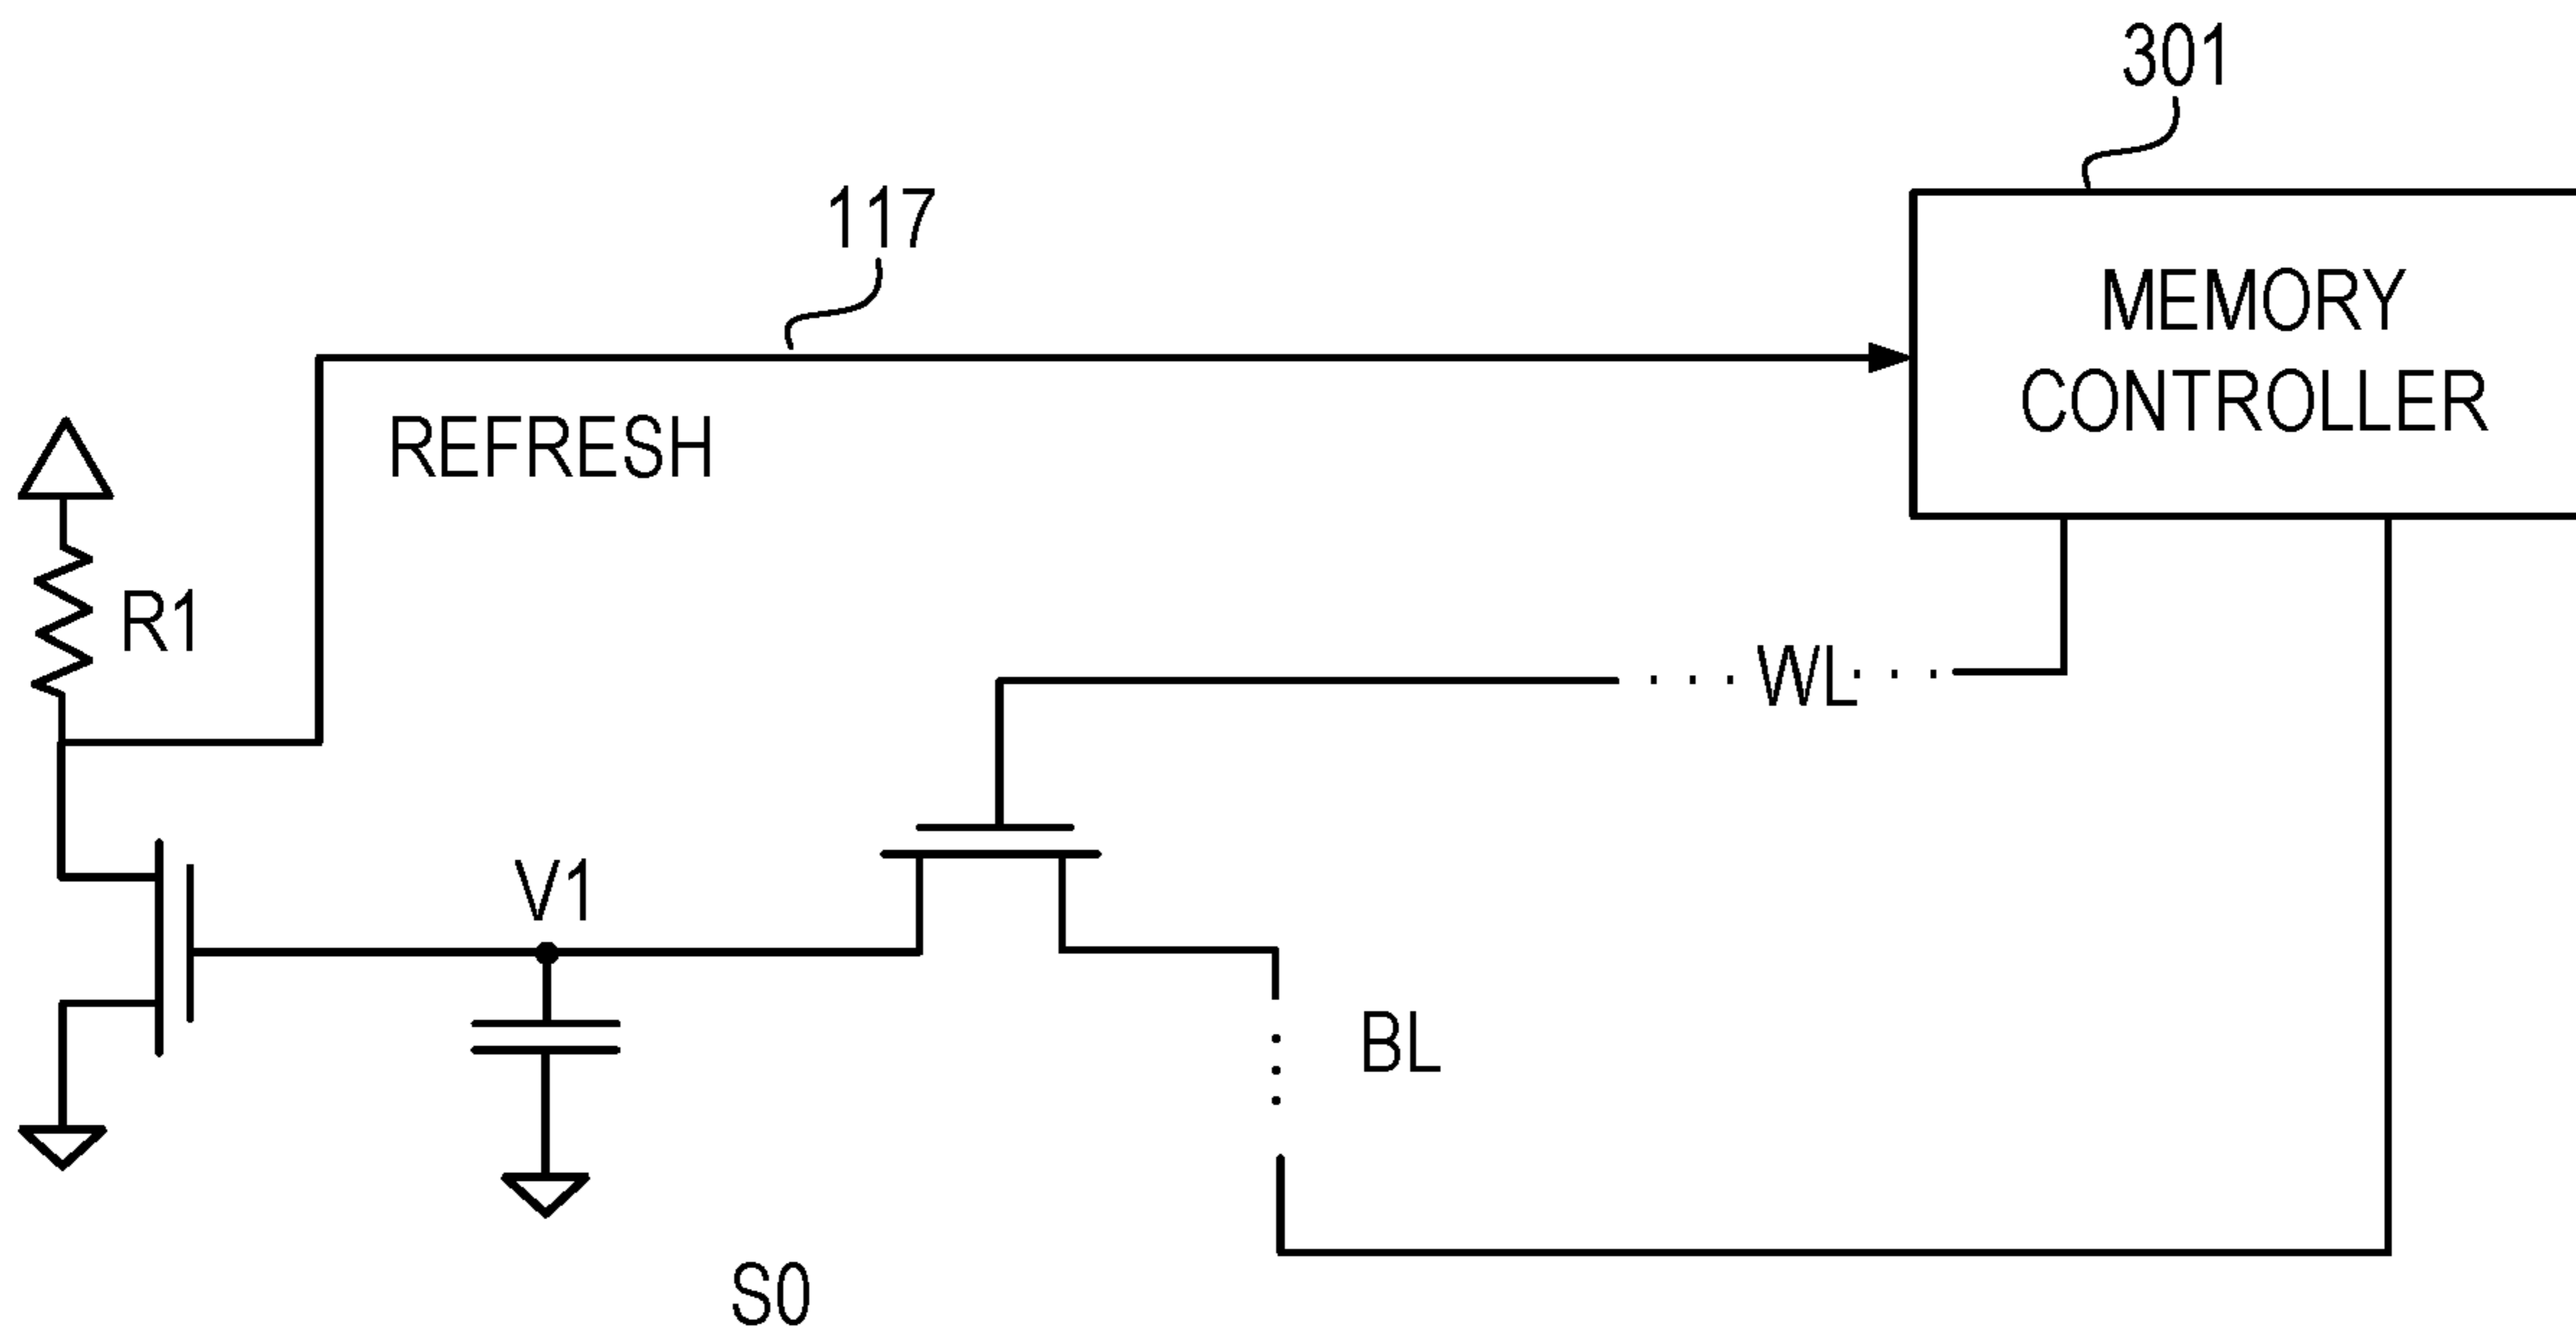 301
117
MEMORY
CONTROLLER
REFRESH
R1
WL
V1
BL
S0